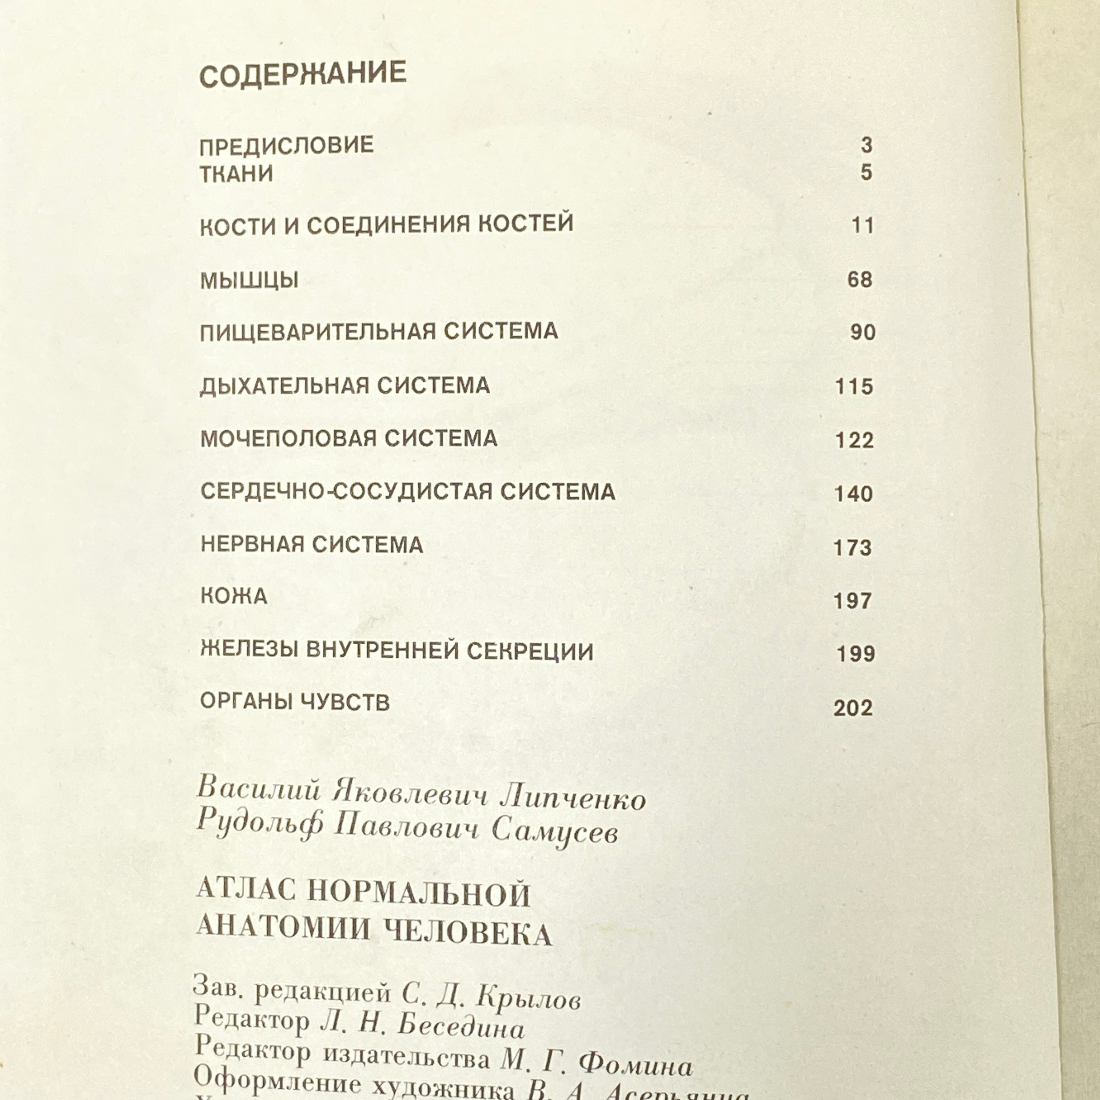 СОДЕРЖАНИЕ
ПРЕДИСЛОВИЕ 3
ТКАНИ 5
КОСТИ И СОЕДИНЕНИЯ КОСТЕЙ 11
МЫШЦЫ 68
ПИЩЕВАРИТЕЛЬНАЯ СИСТЕМА 90
ДЫХАТЕЛЬНАЯ СИСТЕМА 115
МОЧЕПОЛОВАЯ СИСТЕМА 122
СЕРДЕЧНО-СОСУДИСТАЯ СИСТЕМА 140
НЕРВНАЯ СИСТЕМА 173
КОЖА 197
ЖЕЛЕЗЫ ВНУТРЕННЕЙ СЕКРЕЦИИ 199
ОРГАНЫ ЧУВСТВ 202
Василий Яковлевич Липченко
Рудольф Павлович Самусев
АТЛАС НОРМАЛЬНОЙ
АНАТОМИИ ЧЕЛОВЕКА
Зав. редакцией С. Д. Крылов
Редактор Л. Н. Беседина
Редактор издательства М. Г. Фомина
Оформление художника В. А. Асерьянца